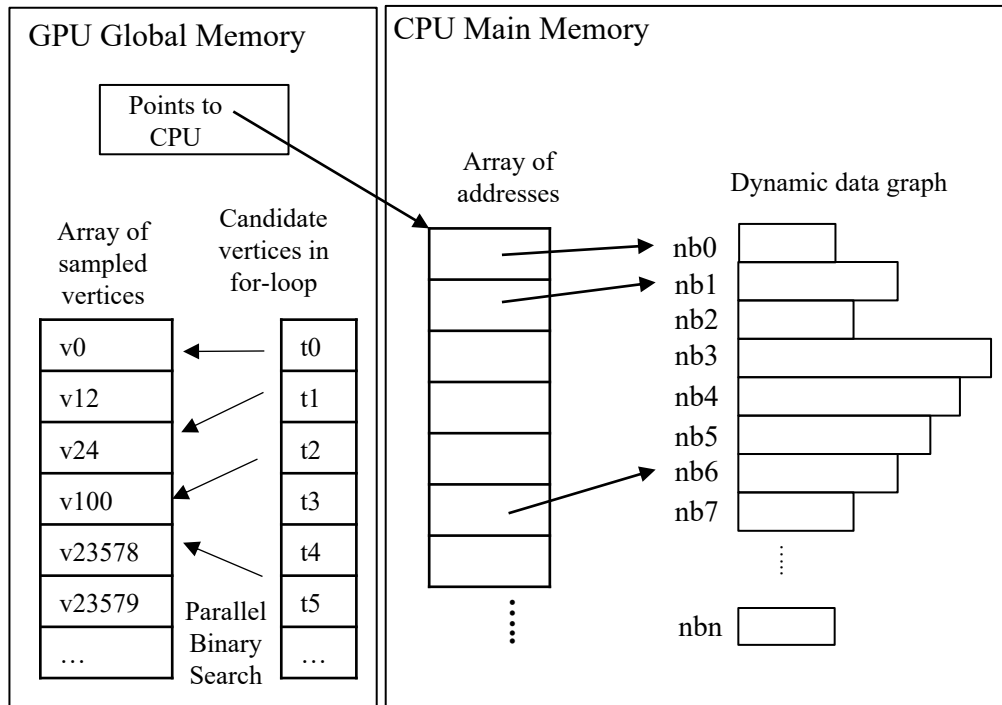 GPU Global Memory
Points to
CPU
Array of
sampled
vertices
Candidate
vertices in
for-loop
v0
v12
v24
v100
v23578
v23579
…
t0
t1
t2
t3
t4
t5
…
Parallel
Binary
Search
CPU Main Memory
Array of
addresses
Dynamic data graph
nb0
nb1
nb2
nb3
nb4
nb5
nb6
nb7
nbn